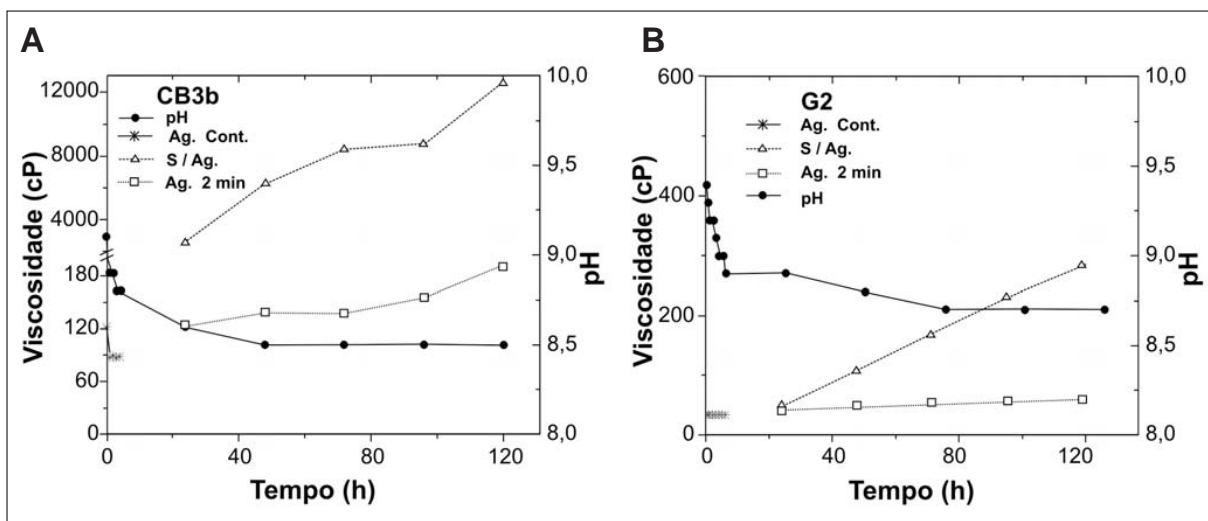 A
CB3b
pH
Ag. Cont.
S / Ag.
Ag. 2 min
12000
8000
4000
180
120
60
0
Viscosidade (cP)
10,0
9,5
9,0
8,5
8,0
pH
0
40
80
120
Tempo (h)
B
G2
Ag. Cont.
S / Ag.
Ag. 2 min
pH
600
400
200
0
Viscosidade (cP)
10,0
9,5
9,0
8,5
8,0
pH
0
20
40
60
80
100
120
Tempo (h)